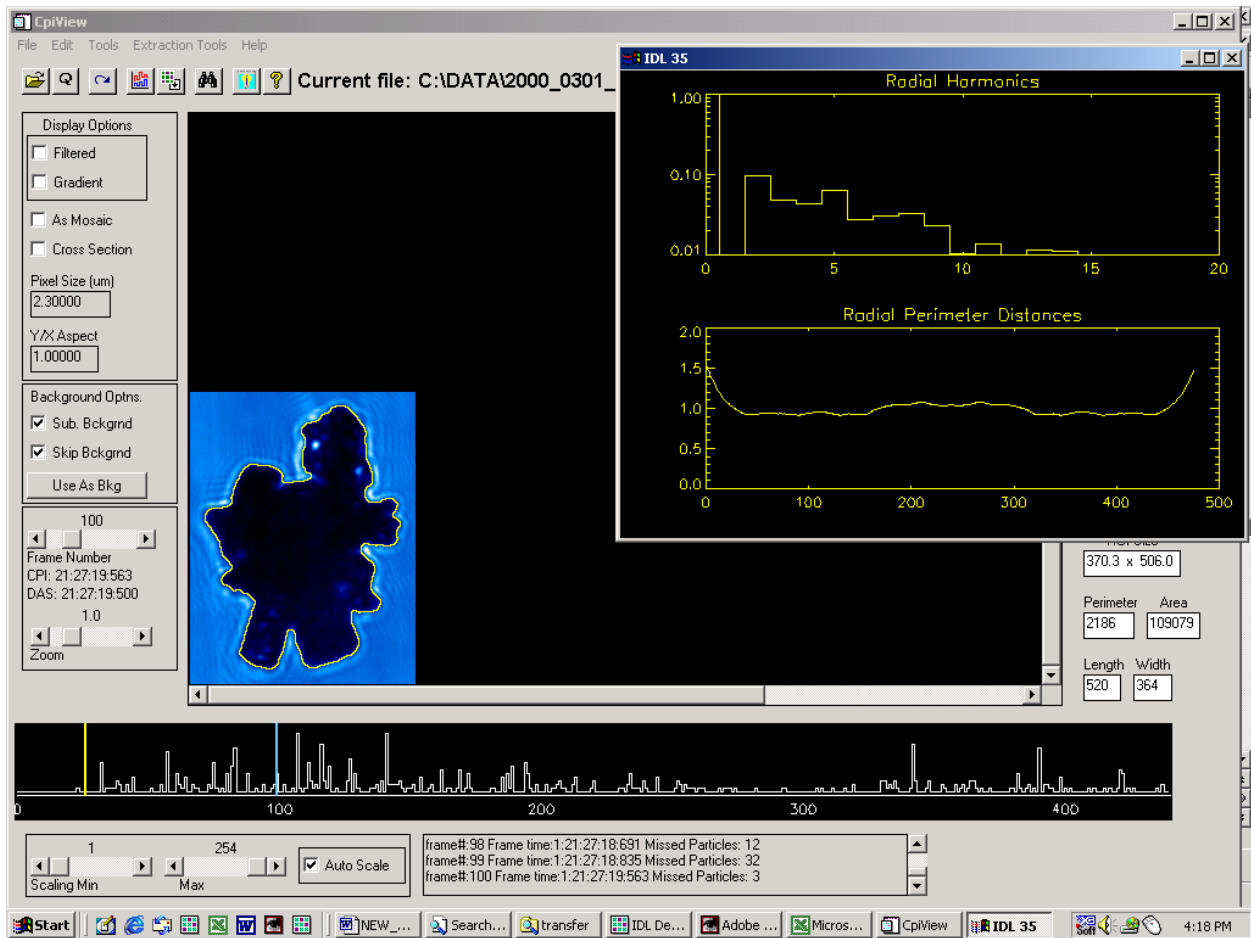 CpiView
File Edit Tools Extraction Tools Help
Current file: C:\DATA\2000_0301_
Display Options
Filtered
Gradient
As Mosaic
Cross Section
Pixel Size (um)
2.30000
Y/X Aspect
1.00000
Background Optns.
Sub. Bckgrnd
Skip Bckgrnd
Use As Bkg
100
Frame Number
CPI: 21:27:19:563
DAS: 21:27:19:500
1.0
Zoom
IDL 35
Radial Harmonics
1.00
0.10
0.01
0 5 10 15 20
Radial Perimeter Distances
2.0
1.5
1.0
0.5
0.0
0 100 200 300 400 500
370.3 x 506.0
Perimeter Area
2186 109079
Length Width
520 364
0 100 200 300 400
1
Scaling Min
254
Max
Auto Scale
frame#:98 Frame time:1:21:27:18:691 Missed Particles: 12
frame#:99 Frame time:1:21:27:18:835 Missed Particles: 32
frame#:100 Frame time:1:21:27:19:563 Missed Particles: 3
Start NEW_... Search... transfer IDL De... Adobe ... Micros... CpiView IDL 35 4:18 PM